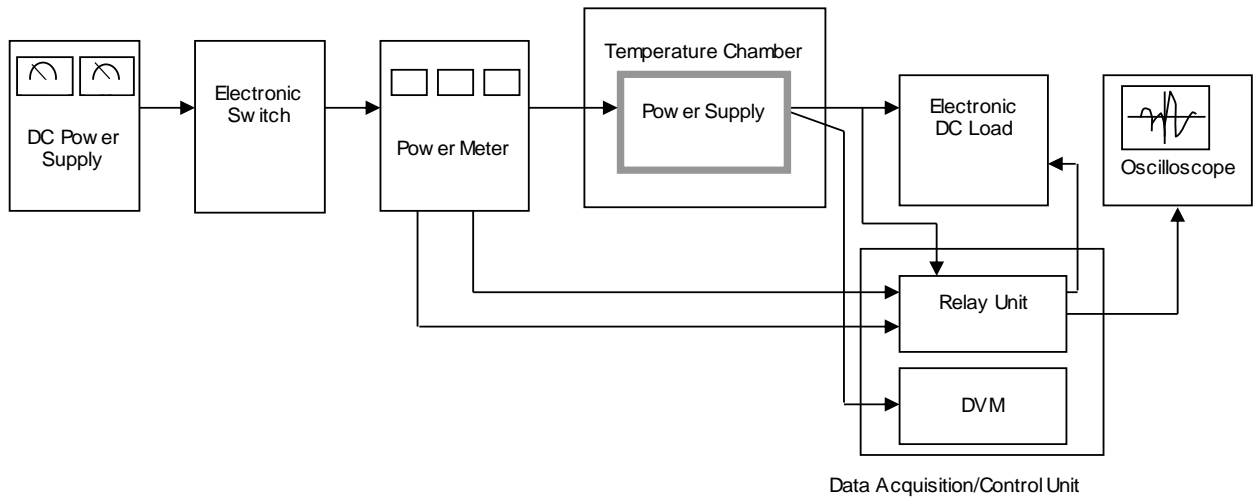 DC Power
Supply
Electronic
Switch
Power Meter
Temperature Chamber
Power Supply
Electronic
DC Load
Oscilloscope
Relay Unit
DVM
Data Acquisition/Control Unit